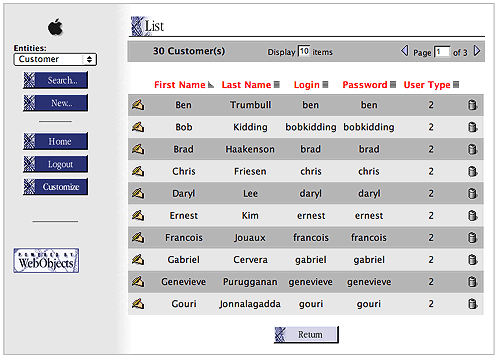 Entities:
Customer
Search...
New...
Home
Logout
Customize
POWERED BY
WebObjects
List
30 Customer(s) Display 10 items Page 1 of 3
First Name Last Name Login Password User Type
Ben Trumbull ben ben 2
Bob Kidding bobkidding bobkidding 2
Brad Haakenson brad brad 2
Chris Friesen chris chris 2
Daryl Lee daryl daryl 2
Ernest Kim ernest ernest 2
Francois Jouaux francois francois 2
Gabriel Cervera gabriel gabriel 2
Genevieve Purugganan genevieve genevieve 2
Gouri Jonnalagadda gouri gouri 2
Return